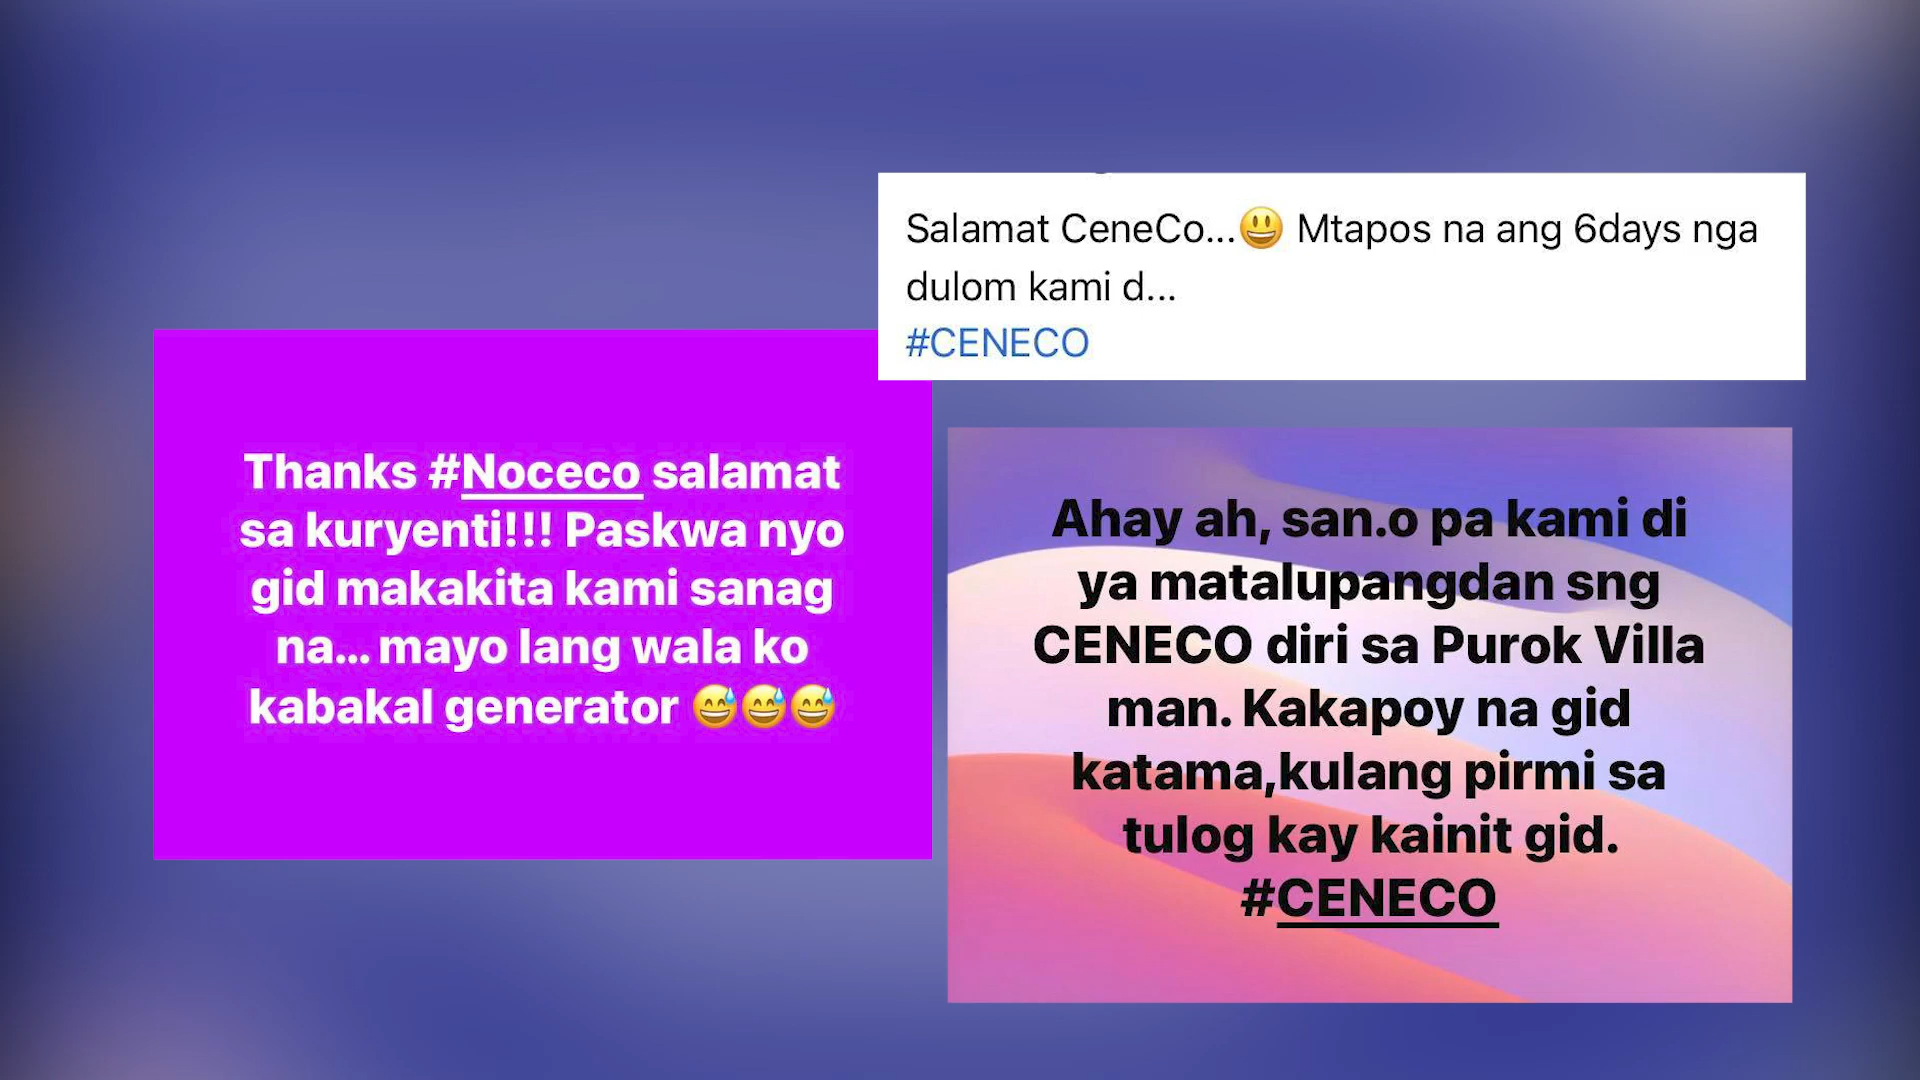 Salamat CeneCo...😃 Mtapos na ang 6days nga
dulom kami d...
#CENECO
Thanks #Noceco salamat
sa kuryenti!!! Paskwa nyo
gid makakita kami sanag
na... mayo lang wala ko
kabakal generator 😅😅😅
Ahay ah, san.o pa kami di
ya matalupangdan sng
CENECO diri sa Purok Villa
man. Kakapoy na gid
katama,kulang pirmi sa
tulog kay kainit gid.
#CENECO